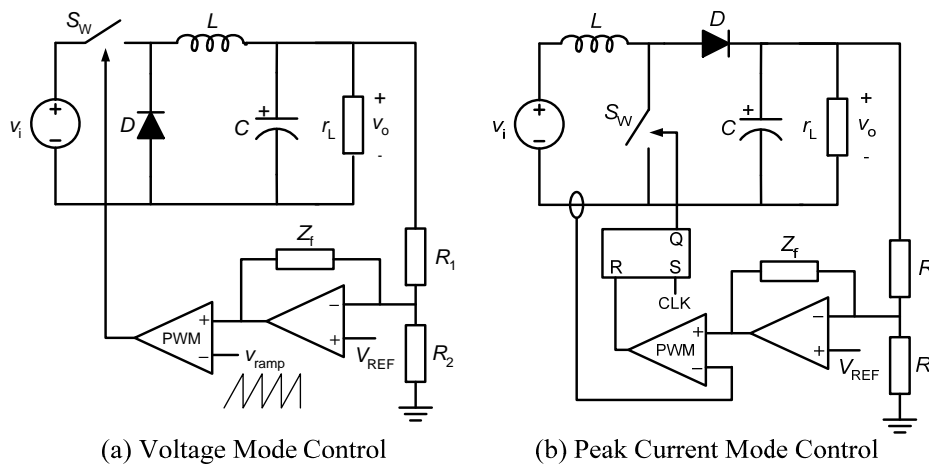 S_W
L
v_i
+
−
D
C
+
r_L
+
v_o
-
Z_f
R_1
PWM
+
−
−
+
v_ramp
V_REF
R_2
(a) Voltage Mode Control
L
D
v_i
+
−
S_W
C
+
r_L
+
v_o
-
Q
R S
CLK
Z_f
R
PWM
+
−
−
+
V_REF
R
(b) Peak Current Mode Control